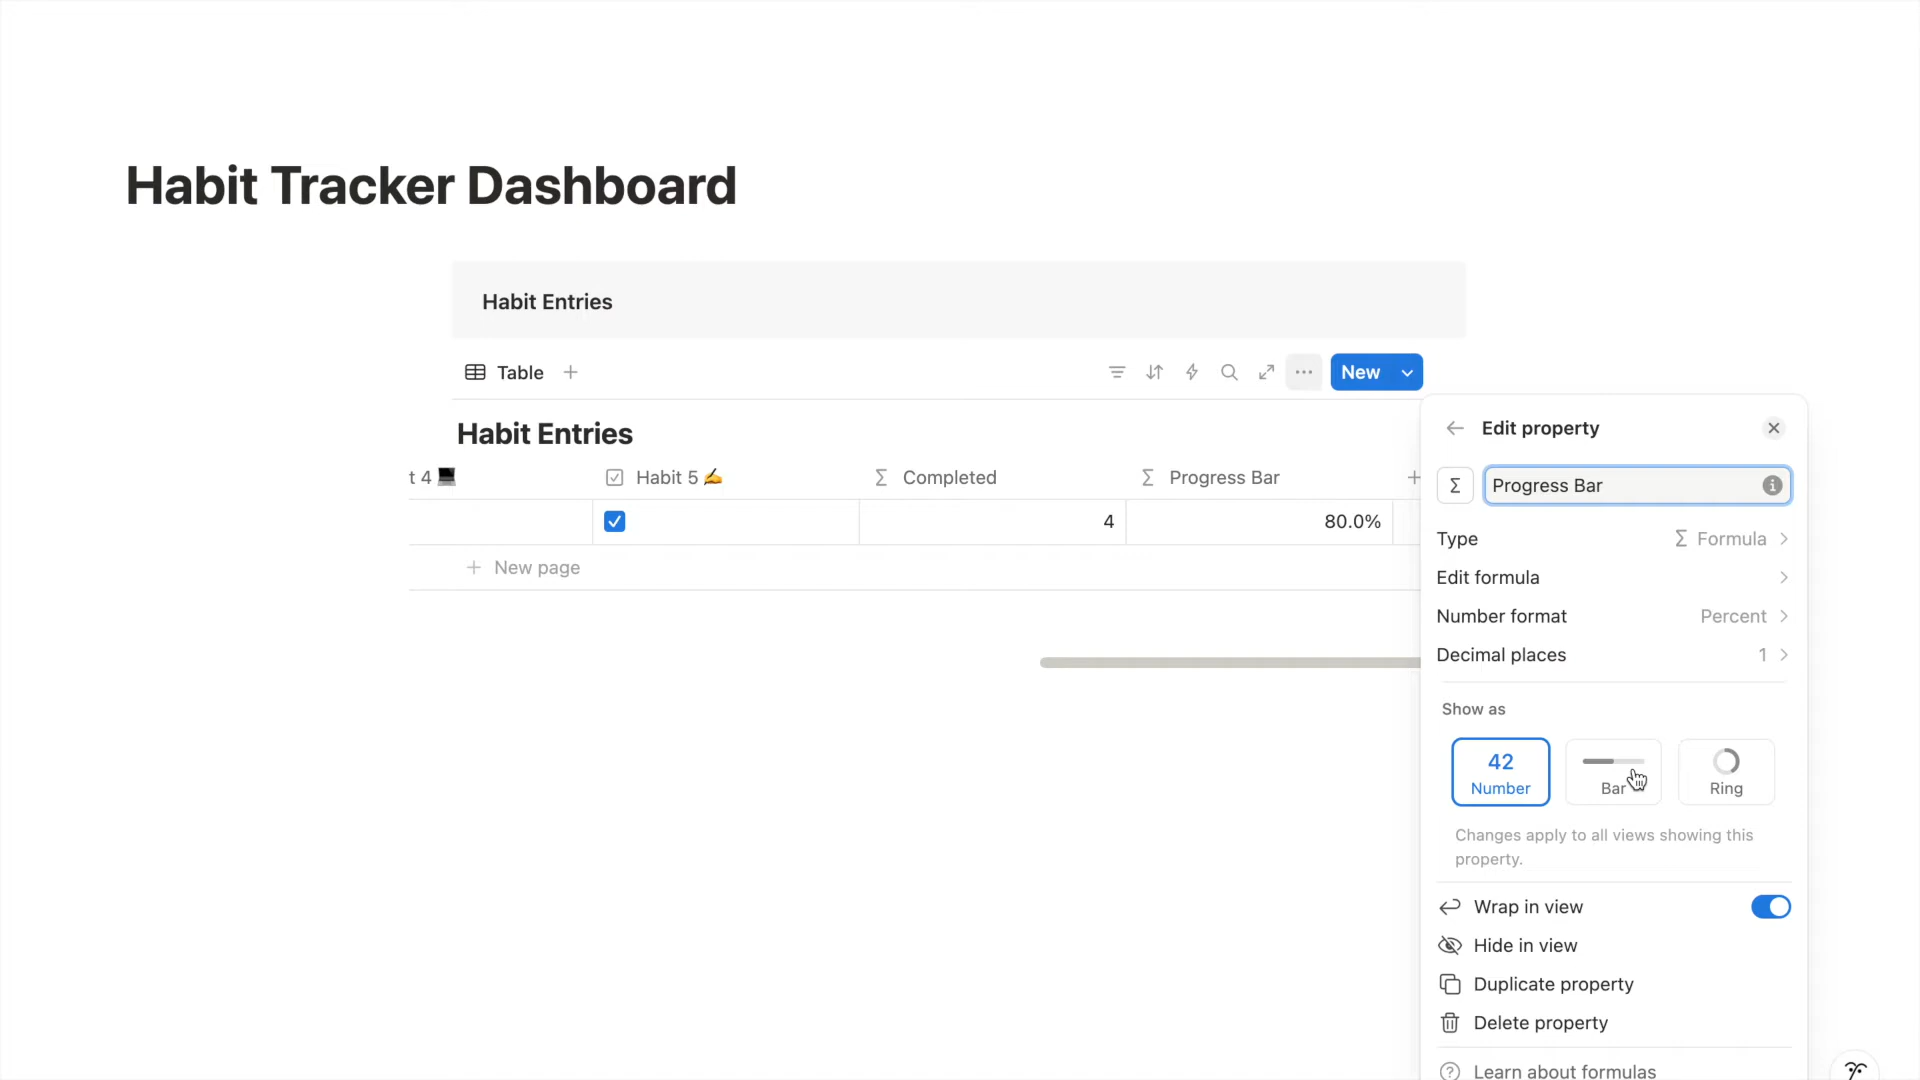 Habit Tracker Dashboard
Habit Entries
Table
New
Habit Entries
t 4 💻
Habit 5 ✍️
Σ Completed
Σ Progress Bar
4
80.0%
New page
Edit property
Σ Progress Bar
Type Σ Formula
Edit formula
Number format Percent
Decimal places 1
Show as
42
Number
Bar
Ring
Changes apply to all views showing this
property.
Wrap in view
Hide in view
Duplicate property
Delete property
Learn about formulas